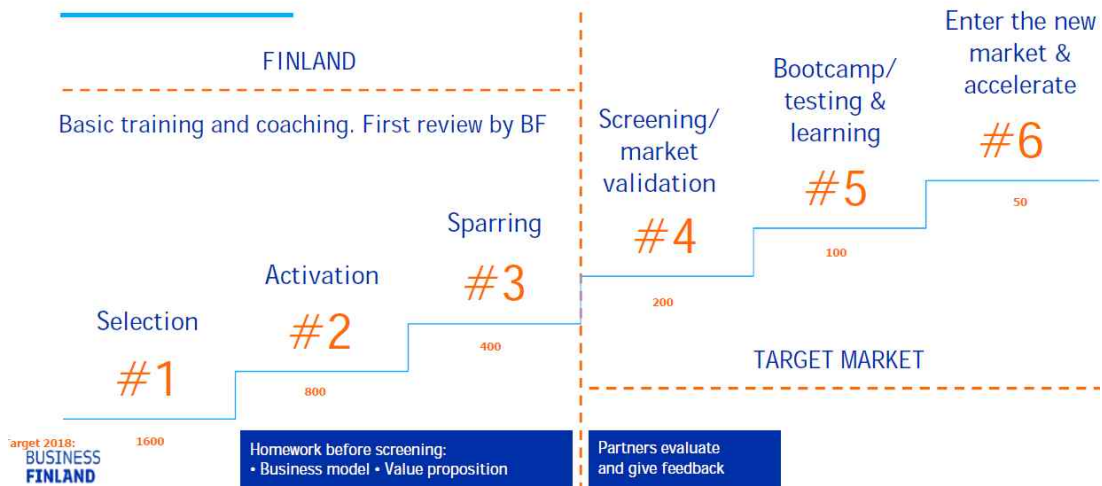 FINLAND
Basic training and coaching. First review by BF
Selection
#1
1600
Activation
#2
800
Sparring
#3
400
Screening/
market
validation
#4
200
Bootcamp/
testing &
learning
#5
100
Enter the new
market &
accelerate
#6
50
TARGET MARKET
Target 2018:
BUSINESS
FINLAND
Homework before screening:
• Business model • Value proposition
Partners evaluate
and give feedback